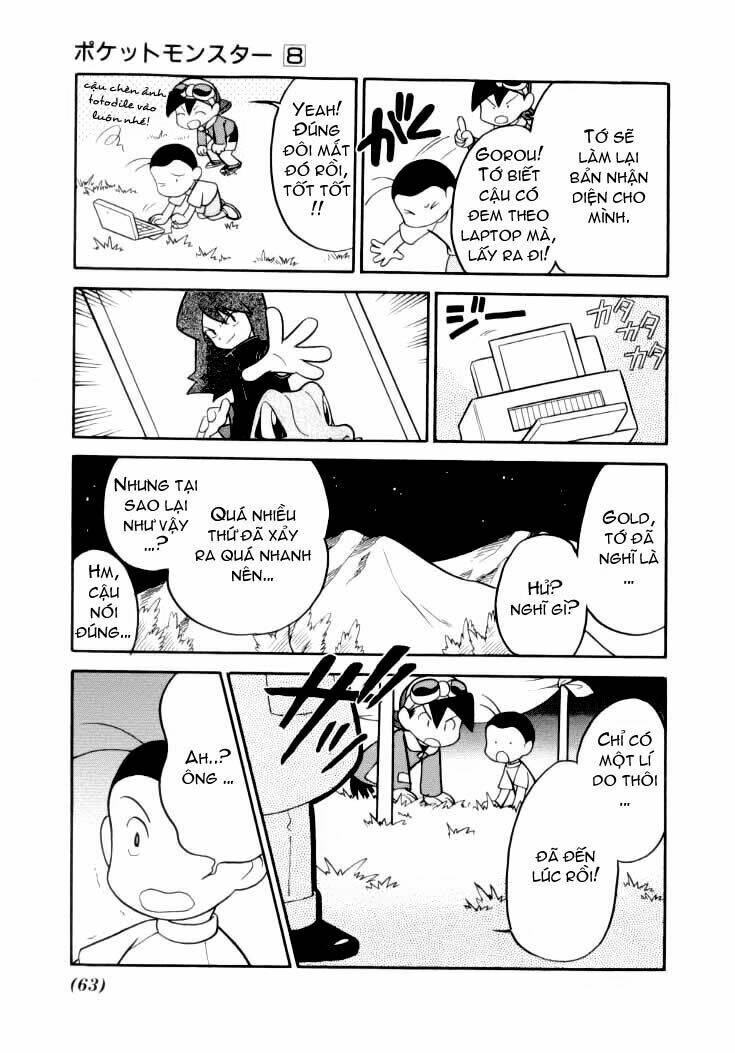 ポケットモンスター 8
Tớ sẽ
làm lại
bản nhận
diện cho
mình.
Gorou!
Tớ biết
cậu có
đem theo
laptop mà,
lấy ra đi!
がくっ
Yeah!
Đúng
đôi mắt
đó rồi,
tốt tốt
!!
cậu chèn ảnh
totodile vào
luôn nhé!
カタ
カタ
カタ
ジー
Gold,
tớ đã
nghĩ là
...
Hử?
Nghĩ gì?
Quá nhiều
thứ đã xảy
ra quá nhanh
nên...
Nhưng tại
sao lại
như vậy
...?
Hm,
cậu
nói
đúng...
Chỉ có
một lí
do thôi
...
Đã đến
lúc rồi!
Ah..?
Ông ...
(63)